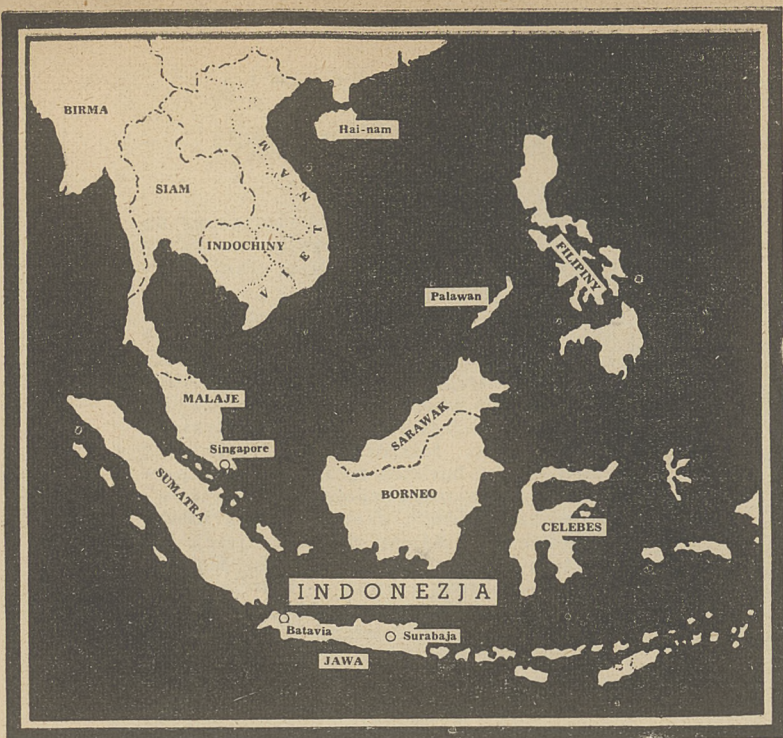 BIRMA
Hai-nam
SIAM
VIET NAM
INDOCHINY
FILIPINY
Palawan
MALAJE
SARAWAK
Singapore
SUMATRA
BORNEO
CELEBES
INDONEZJA
Batavia
Surabaja
JAWA